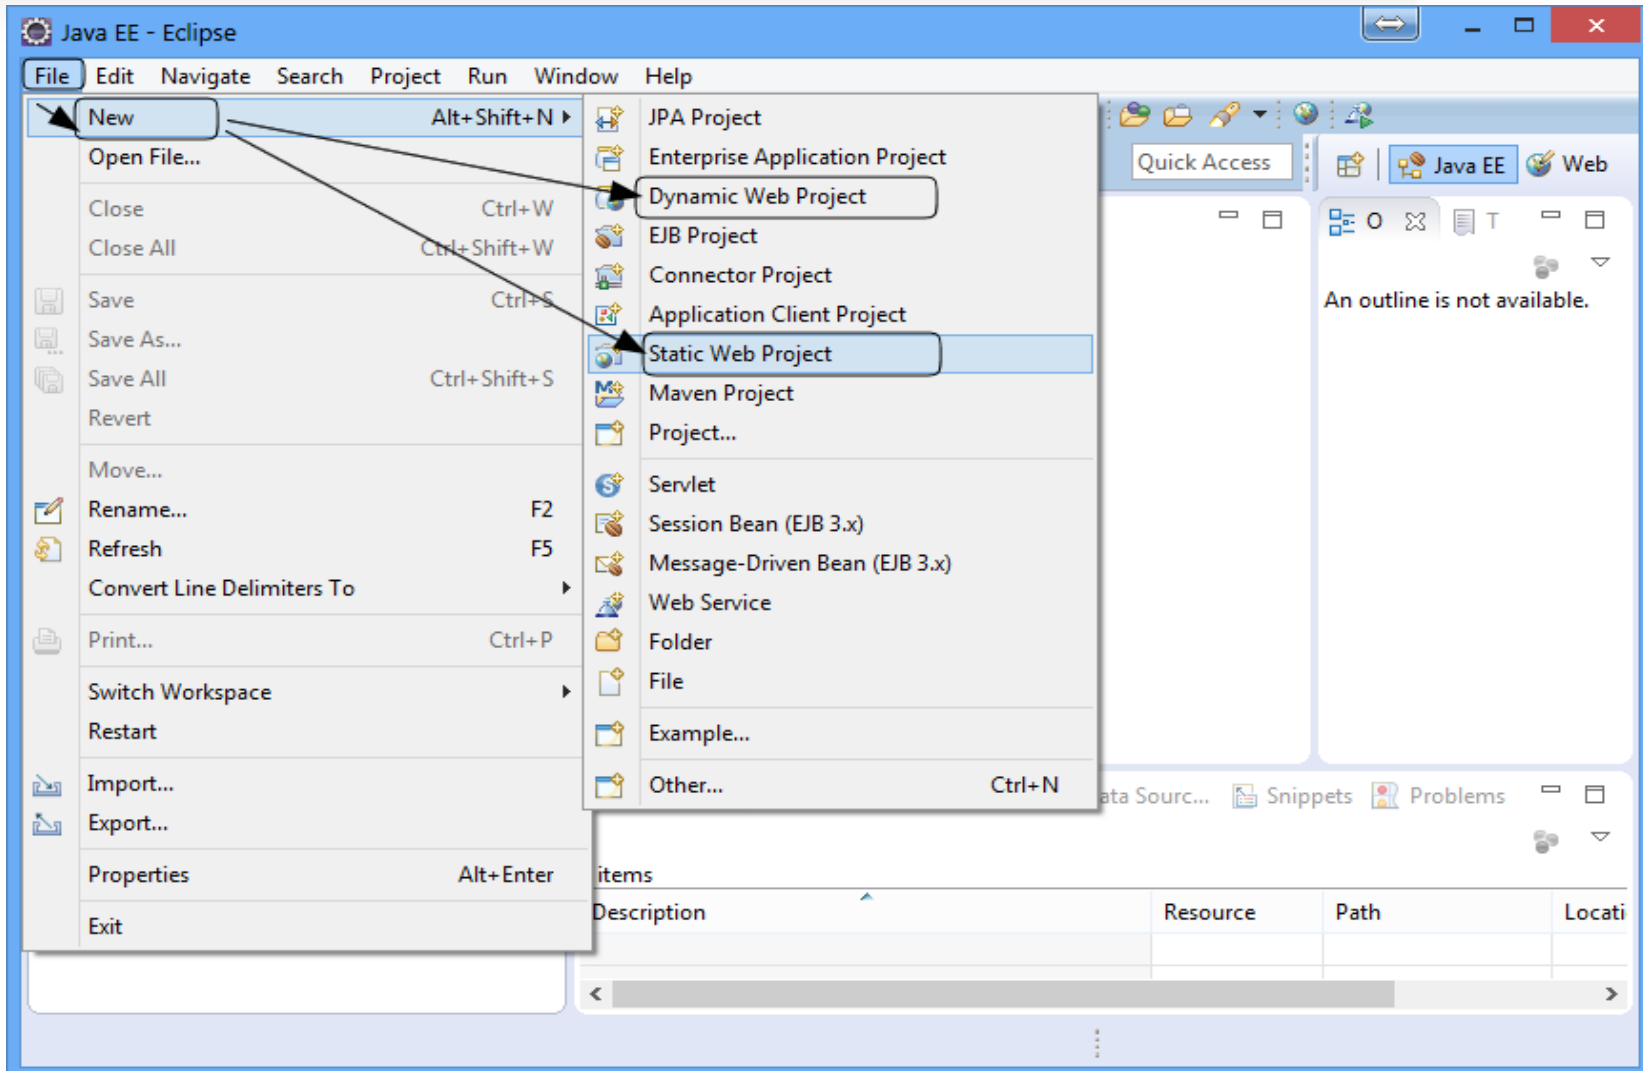 Java EE - Eclipse
File Edit Navigate Search Project Run Window Help
New Alt+Shift+N
Open File...
Close Ctrl+W
Close All Ctrl+Shift+W
Save Ctrl+S
Save As...
Save All Ctrl+Shift+S
Revert
Move...
Rename... F2
Refresh F5
Convert Line Delimiters To
Print... Ctrl+P
Switch Workspace
Restart
Import...
Export...
Properties Alt+Enter
Exit
JPA Project
Enterprise Application Project
Dynamic Web Project
EJB Project
Connector Project
Application Client Project
Static Web Project
Maven Project
Project...
Servlet
Session Bean (EJB 3.x)
Message-Driven Bean (EJB 3.x)
Web Service
Folder
File
Example...
Other... Ctrl+N
Quick Access
Java EE Web
O T
An outline is not available.
ata Sourc... Snippets Problems
items
Description Resource Path Locati